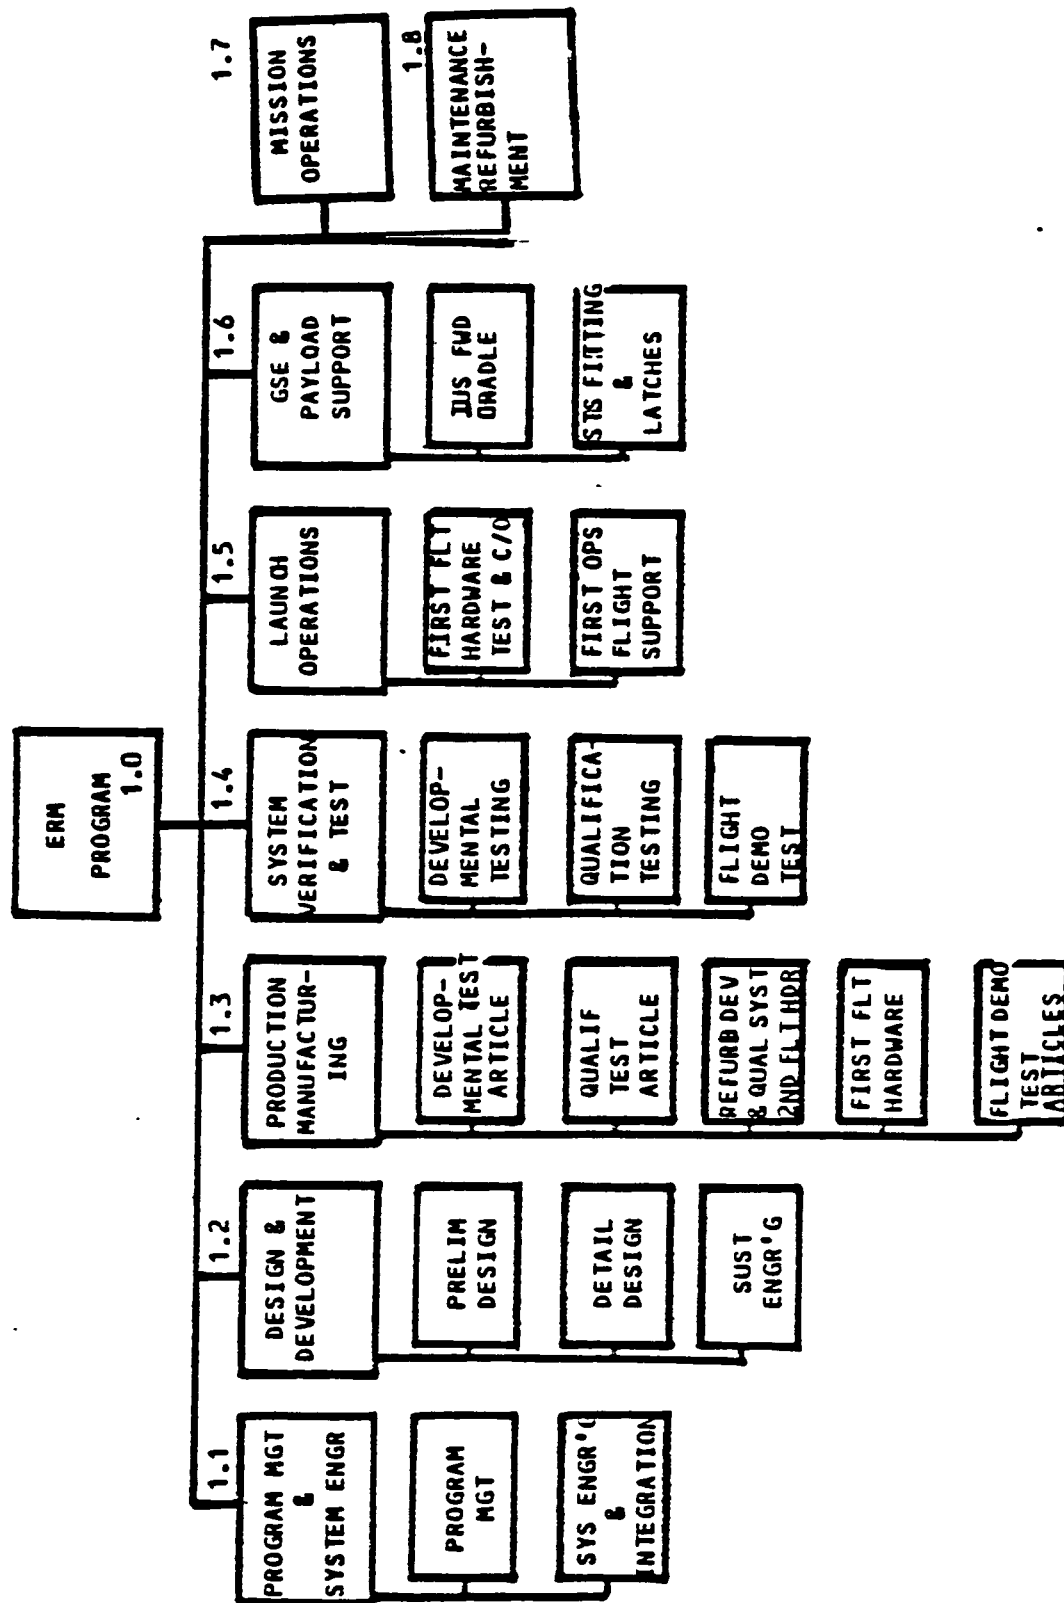 ERM
PROGRAM
1.0
1.1
PROGRAM MGT
&
SYSTEM ENGR
PROGRAM
MGT
SYS ENGR'G
&
INTEGRATION
1.2
DESIGN &
DEVELOPMENT
PRELIM
DESIGN
DETAIL
DESIGN
SUST
ENGR'G
1.3
PRODUCTION
MANUFACTUR-
ING
DEVELOP-
MENTAL TEST
ARTICLE
QUALIF
TEST
ARTICLE
REFURB DEV
& QUAL SYST
2ND FLT HDR
FIRST FLT
HARDWARE
FLIGHT DEMO
TEST
ARTICLES
1.4
SYSTEM
VERIFICATION
& TEST
DEVELOP-
MENTAL
TESTING
QUALIFICA-
TION
TESTING
FLIGHT
DEMO
TEST
1.5
LAUNCH
OPERATIONS
FIRST FLT
HARDWARE
TEST & C/O
FIRST OPS
FLIGHT
SUPPORT
1.6
GSE &
PAYLOAD
SUPPORT
IUS FWD
CRADLE
STS FITTING
&
LATCHES
1.7
MISSION
OPERATIONS
1.8
MAINTENANCE
REFURBISH-
MENT